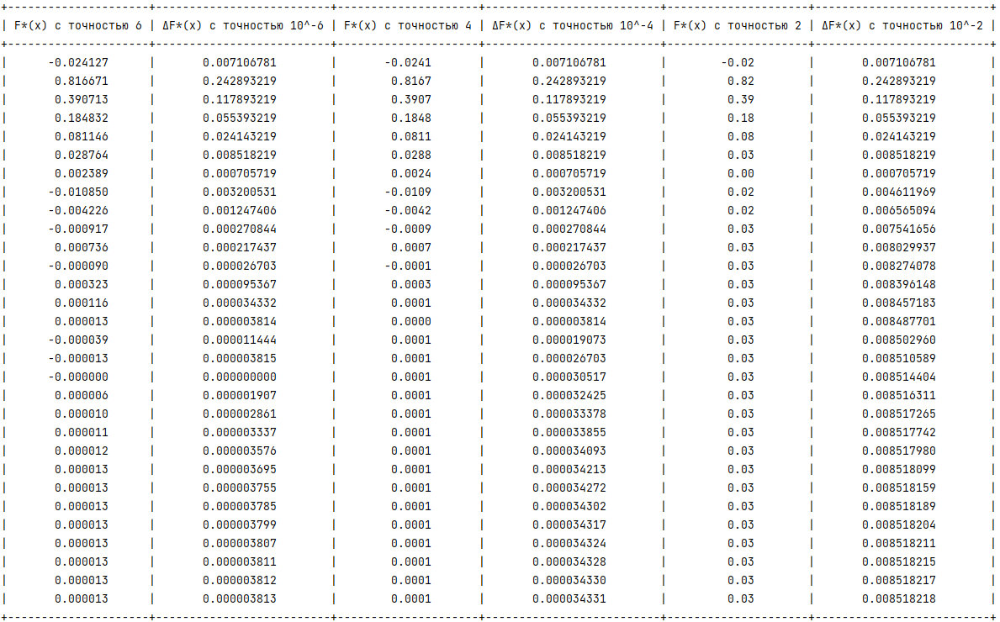 +---------------------+--------------------------+---------------------+--------------------------+---------------------+--------------------------+
| F*(x) с точностью 6 | ΔF*(x) с точностью 10^-6 | F*(x) с точностью 4 | ΔF*(x) с точностью 10^-4 | F*(x) с точностью 2 | ΔF*(x) с точностью 10^-2 |
+---------------------+--------------------------+---------------------+--------------------------+---------------------+--------------------------+
| -0.024127 | 0.007106781 | -0.0241 | 0.007106781 | -0.02 | 0.007106781 |
| 0.816671 | 0.242893219 | 0.8167 | 0.242893219 | 0.82 | 0.242893219 |
| 0.390713 | 0.117893219 | 0.3907 | 0.117893219 | 0.39 | 0.117893219 |
| 0.184832 | 0.055393219 | 0.1848 | 0.055393219 | 0.18 | 0.055393219 |
| 0.081146 | 0.024143219 | 0.0811 | 0.024143219 | 0.08 | 0.024143219 |
| 0.028764 | 0.008518219 | 0.0288 | 0.008518219 | 0.03 | 0.008518219 |
| 0.002389 | 0.000705719 | 0.0024 | 0.000705719 | 0.00 | 0.000705719 |
| -0.010850 | 0.003200531 | -0.0109 | 0.003200531 | 0.02 | 0.004611969 |
| -0.004226 | 0.001247406 | -0.0042 | 0.001247406 | 0.02 | 0.006565094 |
| -0.000917 | 0.000270844 | -0.0009 | 0.000270844 | 0.03 | 0.007541656 |
| 0.000736 | 0.000217437 | 0.0007 | 0.000217437 | 0.03 | 0.008029937 |
| -0.000090 | 0.000026703 | -0.0001 | 0.000026703 | 0.03 | 0.008274078 |
| 0.000323 | 0.000095367 | 0.0003 | 0.000095367 | 0.03 | 0.008396148 |
| 0.000116 | 0.000034332 | 0.0001 | 0.000034332 | 0.03 | 0.008457183 |
| 0.000013 | 0.000003814 | 0.0000 | 0.000003814 | 0.03 | 0.008487701 |
| -0.000039 | 0.000011444 | 0.0001 | 0.000019073 | 0.03 | 0.008502960 |
| -0.000013 | 0.000003815 | 0.0001 | 0.000026703 | 0.03 | 0.008510589 |
| -0.000000 | 0.000000000 | 0.0001 | 0.000030517 | 0.03 | 0.008514404 |
| 0.000006 | 0.000001907 | 0.0001 | 0.000032425 | 0.03 | 0.008516311 |
| 0.000010 | 0.000002861 | 0.0001 | 0.000033378 | 0.03 | 0.008517265 |
| 0.000011 | 0.000003337 | 0.0001 | 0.000033855 | 0.03 | 0.008517742 |
| 0.000012 | 0.000003576 | 0.0001 | 0.000034093 | 0.03 | 0.008517980 |
| 0.000013 | 0.000003695 | 0.0001 | 0.000034213 | 0.03 | 0.008518099 |
| 0.000013 | 0.000003755 | 0.0001 | 0.000034272 | 0.03 | 0.008518159 |
| 0.000013 | 0.000003785 | 0.0001 | 0.000034302 | 0.03 | 0.008518189 |
| 0.000013 | 0.000003799 | 0.0001 | 0.000034317 | 0.03 | 0.008518204 |
| 0.000013 | 0.000003807 | 0.0001 | 0.000034324 | 0.03 | 0.008518211 |
| 0.000013 | 0.000003811 | 0.0001 | 0.000034328 | 0.03 | 0.008518215 |
| 0.000013 | 0.000003812 | 0.0001 | 0.000034330 | 0.03 | 0.008518217 |
| 0.000013 | 0.000003813 | 0.0001 | 0.000034331 | 0.03 | 0.008518218 |
+---------------------+--------------------------+---------------------+--------------------------+---------------------+--------------------------+